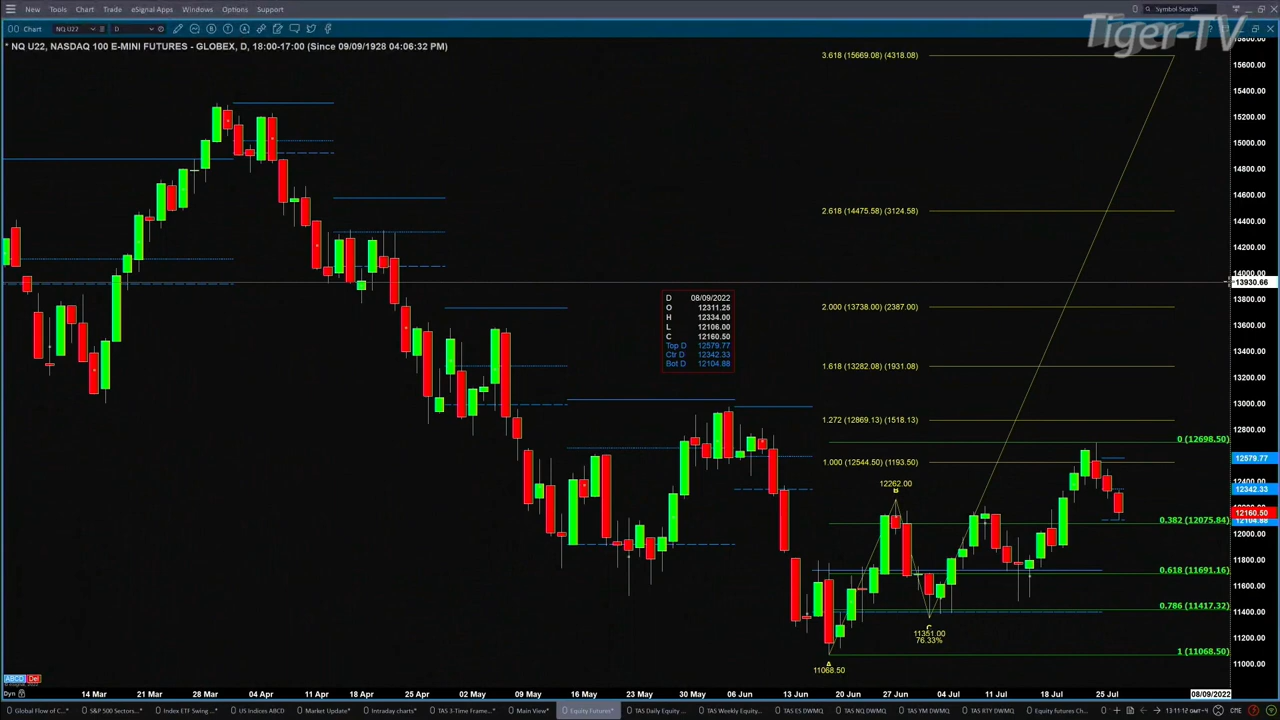 New Tools Chart Trade eSignal Apps Windows Options Support Symbol Search
Chart NQ U22 D
Tiger-TV
* NQ U22, NASDAQ 100 E-MINI FUTURES - GLOBEX, D, 18:00-17:00 (Since 09/09/1928 04:06:32 PM)
15800.00
3.618 (15669.08) (4318.08)
15600.00
15400.00
15200.00
15000.00
14800.00
14600.00
2.618 (14475.58) (3124.58)
14400.00
14200.00
14000.00
13930.66
D 08/09/2022
O 12311.25
H 12334.00
L 12106.00
C 12160.50
Top D 12579.77
Ctr D 12342.33
Bot D 12104.88
13800.00
2.000 (13738.00) (2387.00)
13600.00
13400.00
1.618 (13282.08) (1931.08)
13200.00
13000.00
1.272 (12869.13) (1518.13)
12800.00
0 (12698.50)
1.000 (12544.50) (1193.50)
12579.77
12400.00
12262.00
B
12342.33
12160.50
12104.88
0.382 (12075.84)
11800.00
0.618 (11691.16)
11600.00
0.786 (11417.32)
11400.00
C
11351.00
76.33%
11200.00
1 (11068.50)
A
11068.50
11000.00
ABCD Del
Dyn 14 Mar 21 Mar 28 Mar 04 Apr 11 Apr 18 Apr 25 Apr 02 May 09 May 16 May 23 May 30 May 06 Jun 13 Jun 20 Jun 27 Jun 04 Jul 11 Jul 18 Jul 25 Jul 08/09/2022
Global Flow of C...* S&P 500 Sectors...* Index ETF Swing ...* US Indices ABCD Market Update* Intraday charts* TAS 3-Time Frame...* Main View* Equity Futures* TAS Daily Equity ... TAS Weekly Equity... TAS ES DWMQ TAS NQ DWMQ TAS YM DWMQ TAS RTY DWMQ Equity futures Ch... 13:11:12 GMT-4 CME